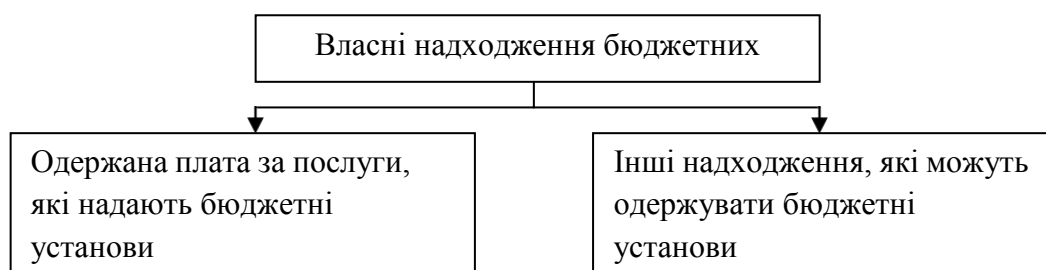 Власні надходження бюджетних
Одержана плата за послуги,
які надають бюджетні
установи
Інші надходження, які можуть
одержувати бюджетні
установи